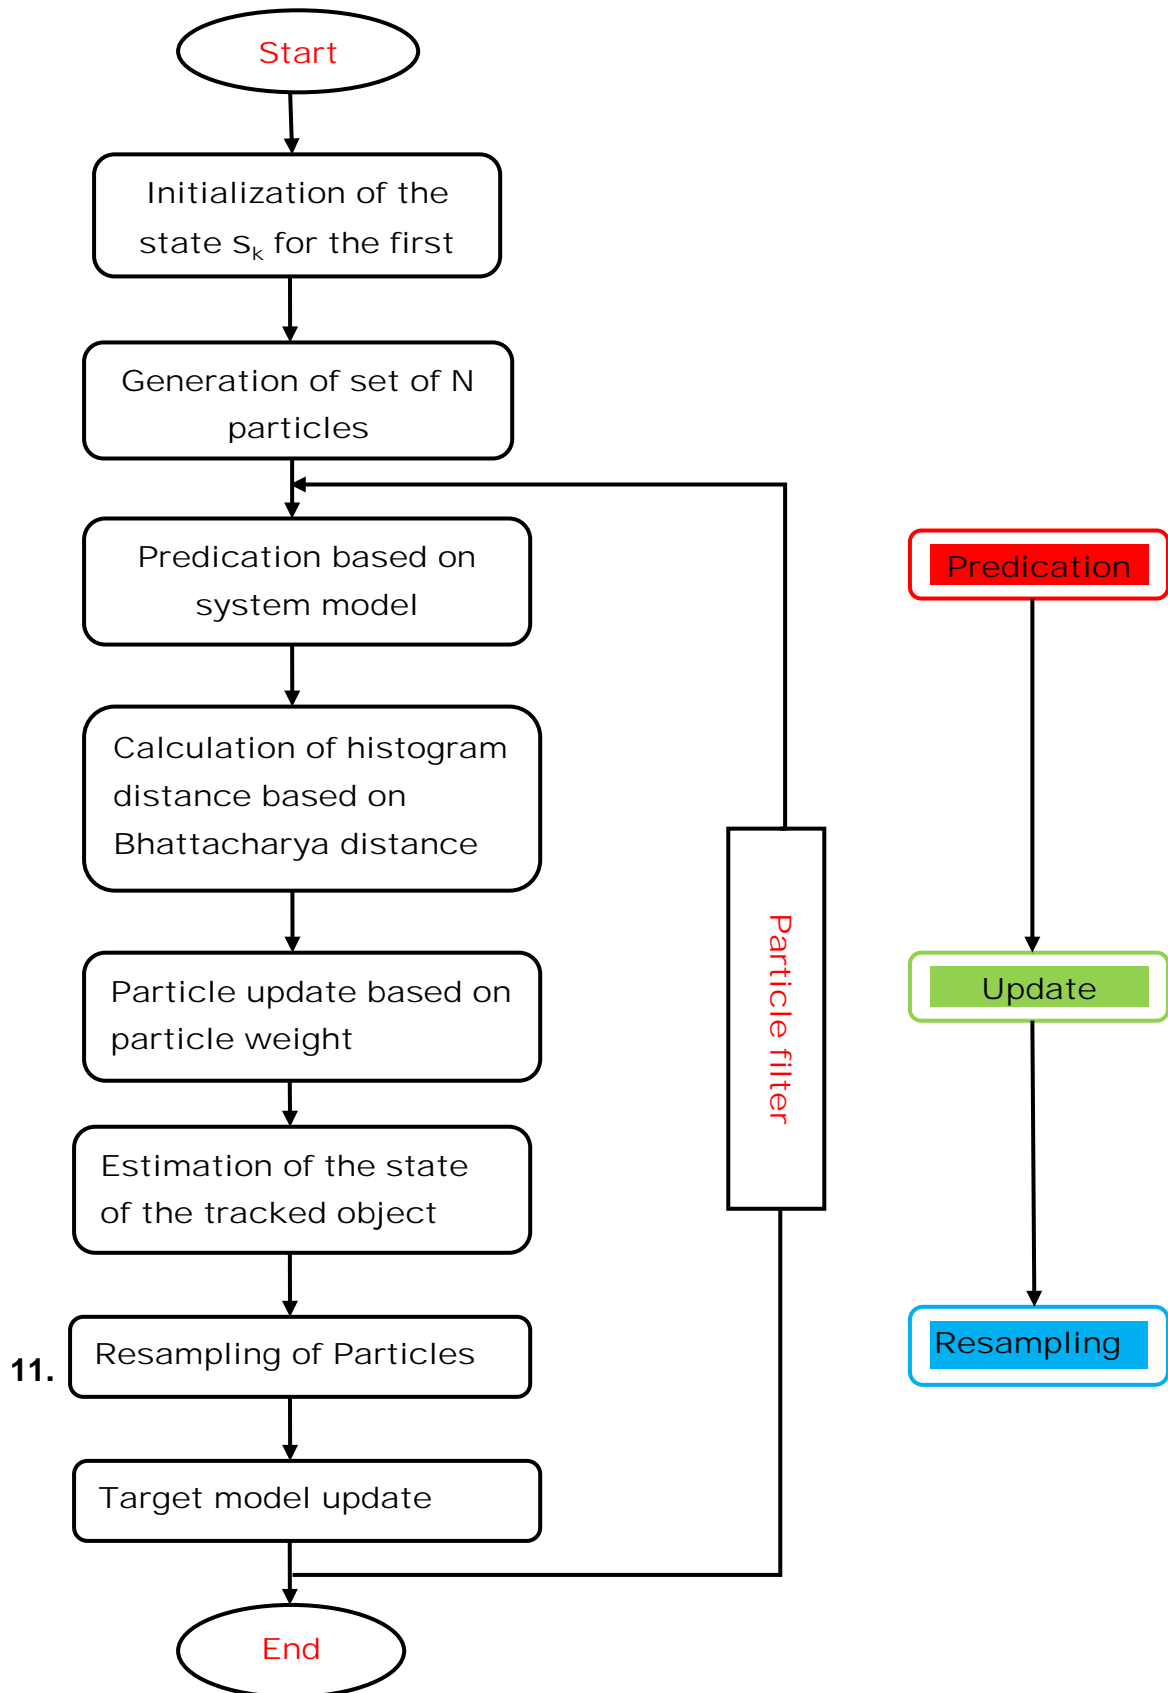 Start
Initialization of the
state sₖ for the first
Generation of set of N
particles
Predication based on
system model
Calculation of histogram
distance based on
Bhattacharya distance
Particle update based on
particle weight
Estimation of the state
of the tracked object
11.
Resampling of Particles
Target model update
End
Particle filter
Predication
Update
Resampling